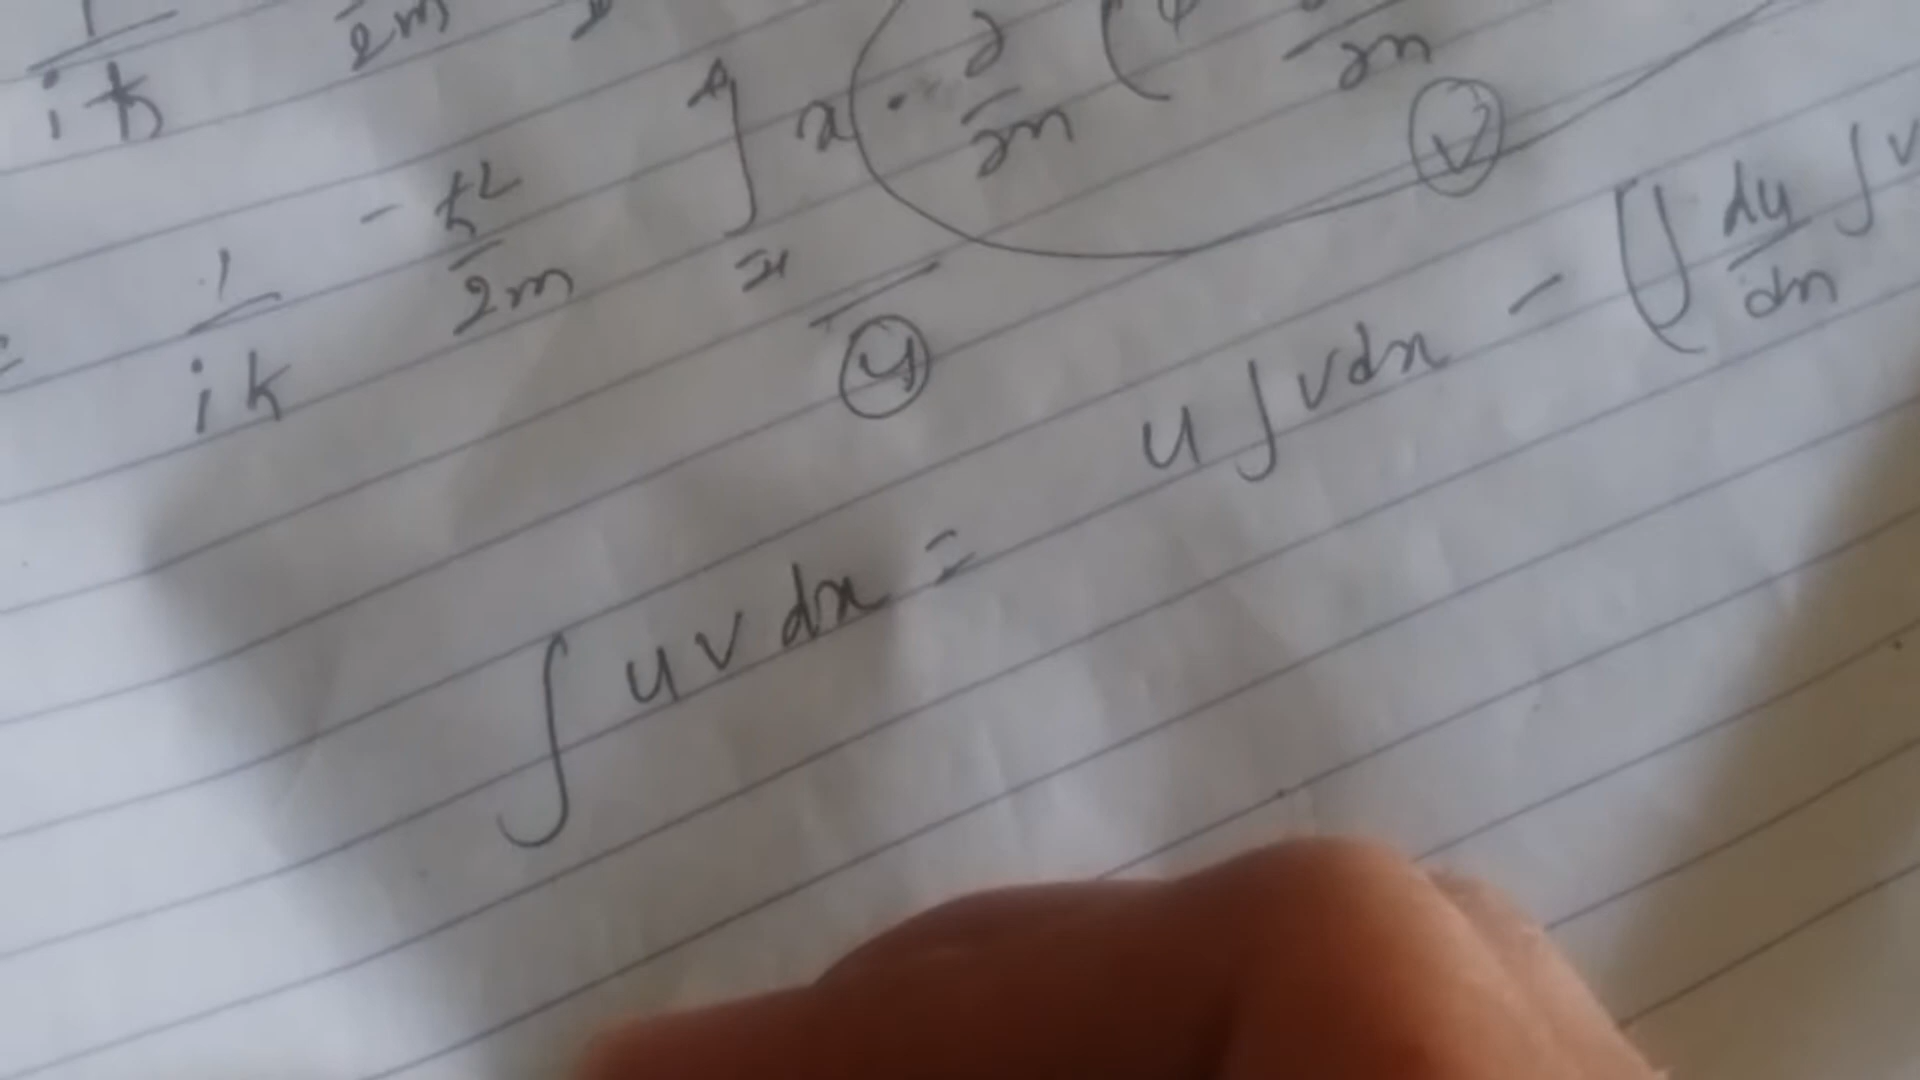 1/iħ 2m
= 1/ik - ħ²/2m ∫ x · ∂/∂x ( ∂x
u v
∫ u v dx = u ∫ v dx - ( ∫ du/dx ∫ v